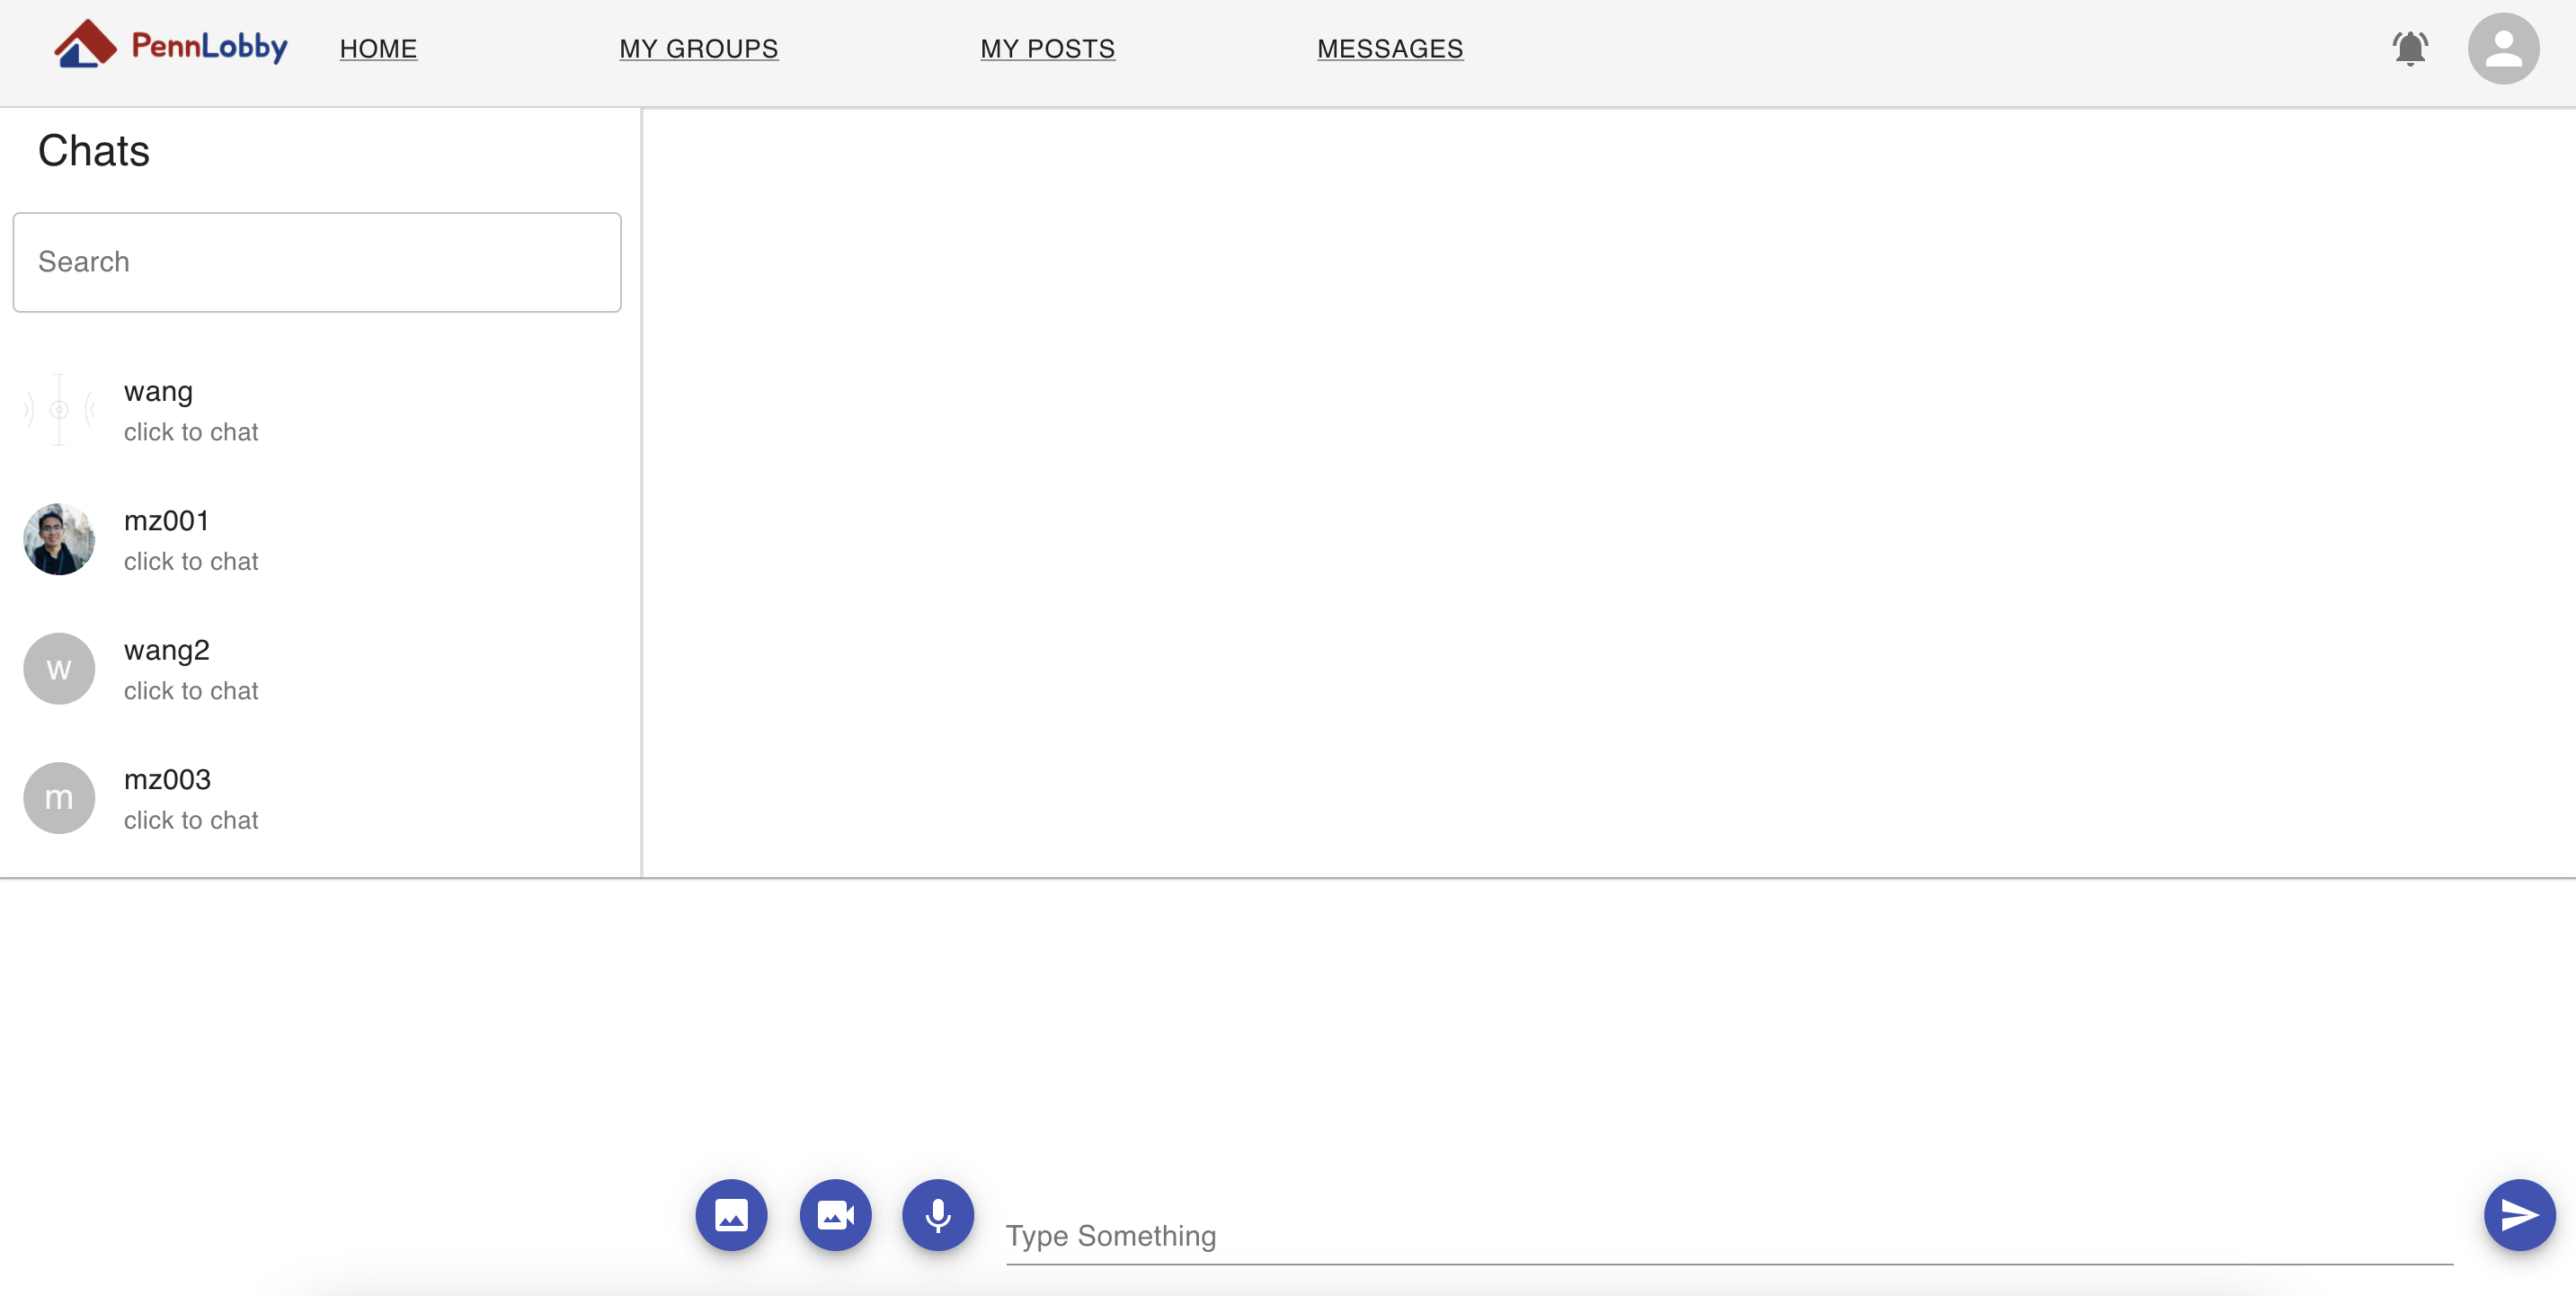 PennLobby HOME MY GROUPS MY POSTS MESSAGES
Chats
Search
wang
click to chat
mz001
click to chat
w
wang2
click to chat
m
mz003
click to chat
Type Something